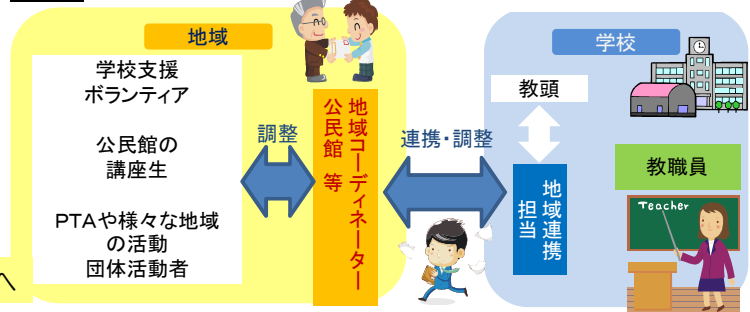 地域
学校支援
ボランティア
公民館の
講座生
PTAや様々な地域
の活動
団体活動者
へ
調整
地域コーディネーター
公民館 等
連携・調整
学校
教頭
地域連携
担当
教職員
Teacher